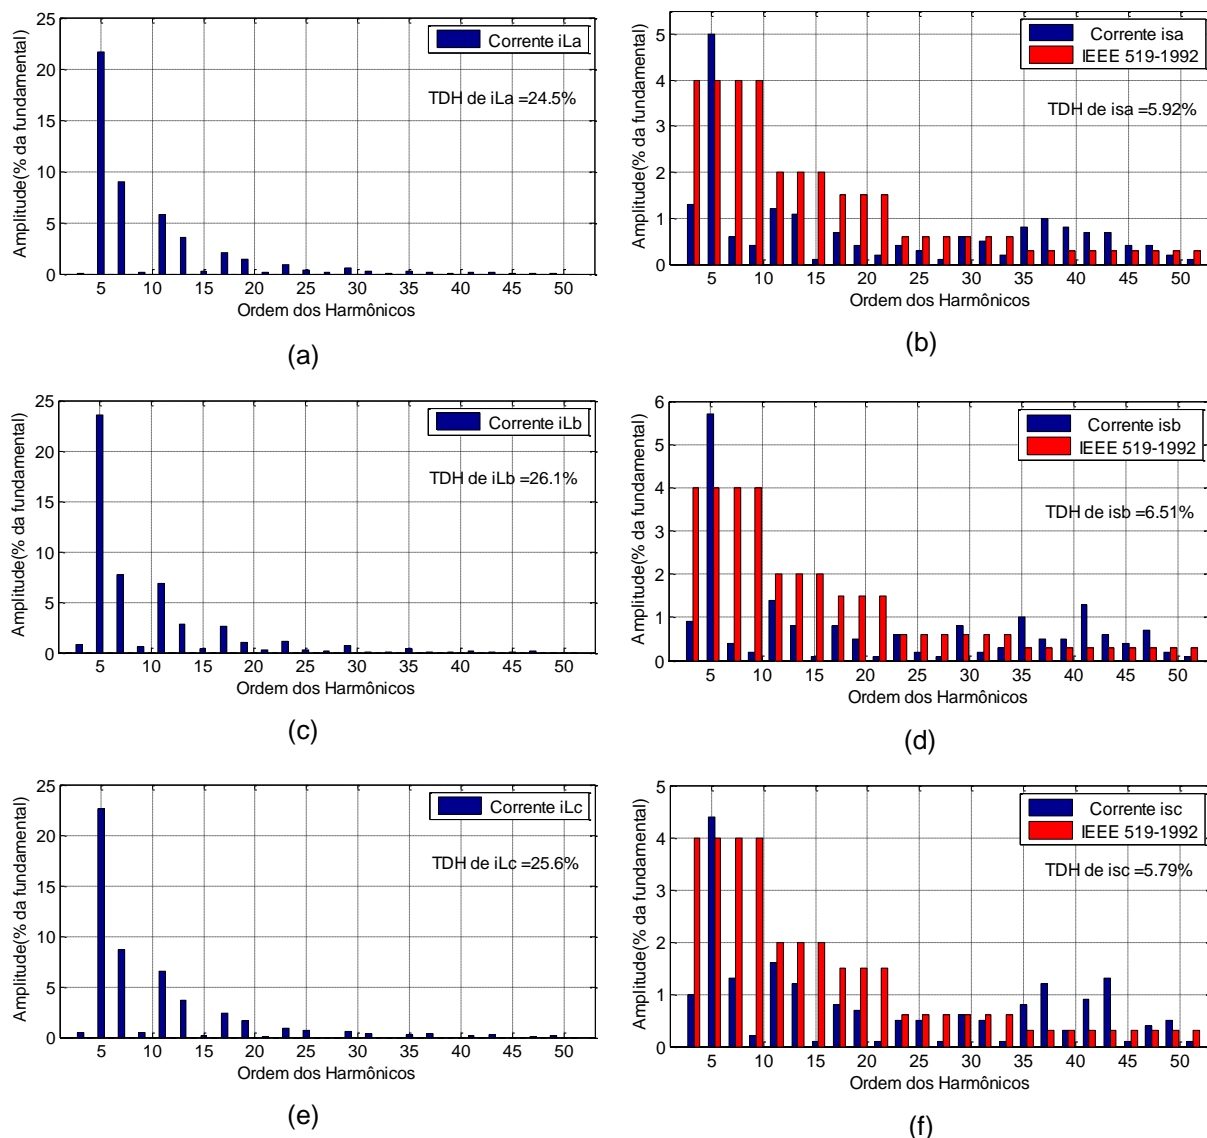 25
20
15
10
5
0
5
10
15
20
25
30
35
40
45
50
Amplitude(% da fundamental)
Ordem dos Harmônicos
Corrente iLa
TDH de iLa =24.5%
(a)
5
4
3
2
1
0
5
10
15
20
25
30
35
40
45
50
Amplitude(% da fundamental)
Ordem dos Harmônicos
Corrente isa
IEEE 519-1992
TDH de isa =5.92%
(b)
25
20
15
10
5
0
5
10
15
20
25
30
35
40
45
50
Amplitude(% da fundamental)
Ordem dos Harmônicos
Corrente iLb
TDH de iLb =26.1%
(c)
6
5
4
3
2
1
0
5
10
15
20
25
30
35
40
45
50
Amplitude(% da fundamental)
Ordem dos Harmônicos
Corrente isb
IEEE 519-1992
TDH de isb =6.51%
(d)
25
20
15
10
5
0
5
10
15
20
25
30
35
40
45
50
Amplitude(% da fundamental)
Ordem dos Harmônicos
Corrente iLc
TDH de iLc =25.6%
(e)
5
4
3
2
1
0
5
10
15
20
25
30
35
40
45
50
Amplitude(% da fundamental)
Ordem dos Harmônicos
Corrente isc
IEEE 519-1992
TDH de isc =5.79%
(f)